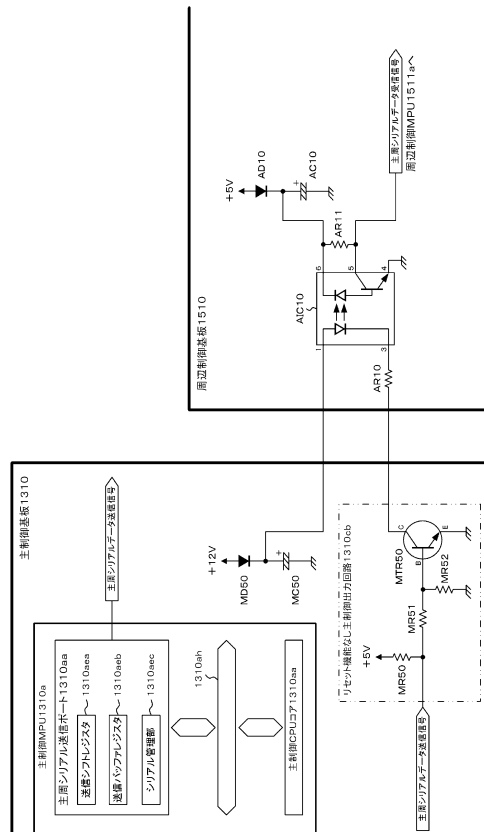 主制御基板1310
主制御MPU1310a
主周シリアル送信ポート1310aa
送信シフトレジスタ
1310aea
送信バッファレジスタ
1310aeb
シリアル管理部
1310aec
1310ah
主制御CPUコア1310aa
主周シリアルデータ送信信号
+12V
MD50
MC50
リセット機能なし主制御出力回路1310cb
+5V
MR50
MR51
MR52
MTR50
B
C
E
主周シリアルデータ送信信号
周辺制御基板1510
+5V
AD10
AC10
AR11
AIC10
1
3
6
5
4
AR10
主周シリアルデータ受信信号
周辺制御MPU1511aへ